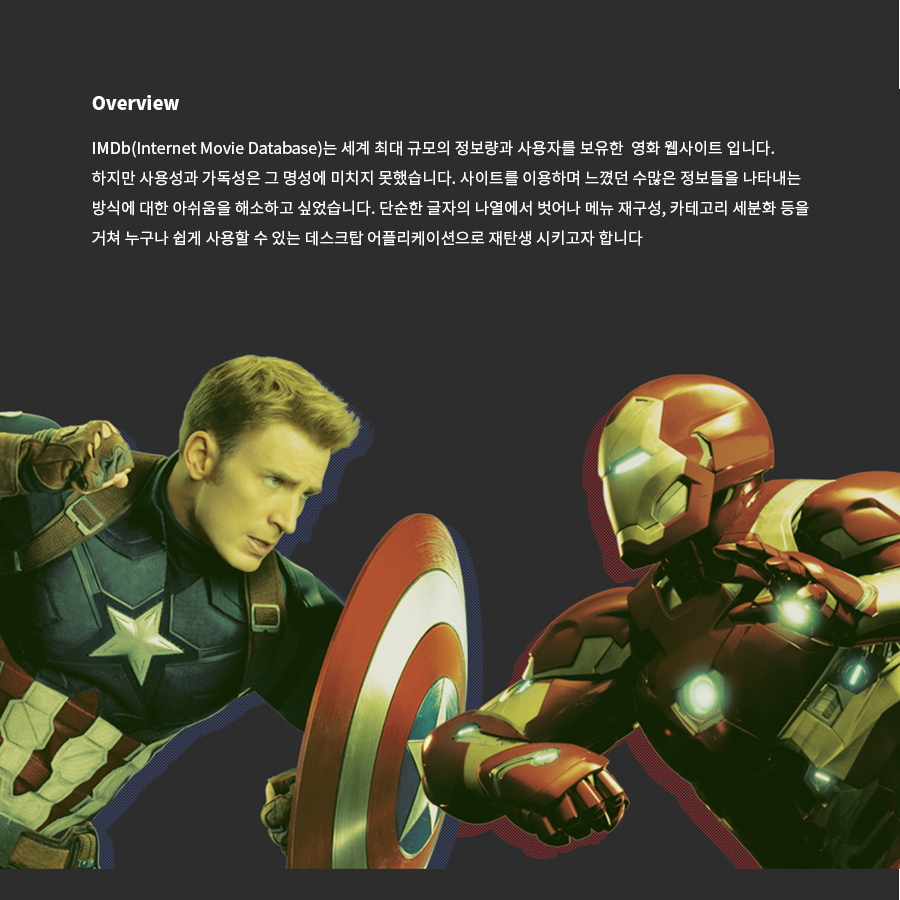 Overview
IMDb(Internet Movie Database)는 세계 최대 규모의 정보량과 사용자를 보유한  영화 웹사이트 입니다.
하지만 사용성과 가독성은 그 명성에 미치지 못했습니다. 사이트를 이용하며 느꼈던 수많은 정보들을 나타내는
방식에 대한 아쉬움을 해소하고 싶었습니다. 단순한 글자의 나열에서 벗어나 메뉴 재구성, 카테고리 세분화 등을
거쳐 누구나 쉽게 사용할 수 있는 데스크탑 어플리케이션으로 재탄생 시키고자 합니다